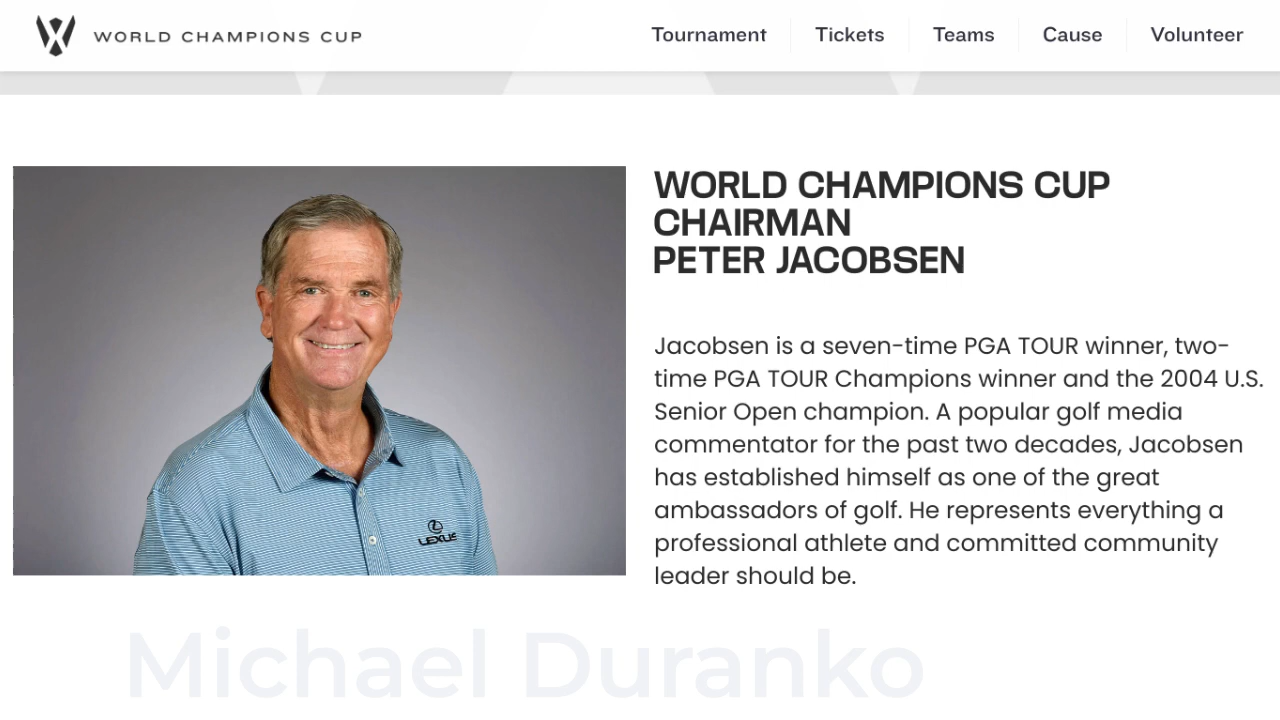 WORLD CHAMPIONS CUP
Tournament
Tickets
Teams
Cause
Volunteer
WORLD CHAMPIONS CUP
CHAIRMAN
PETER JACOBSEN
Jacobsen is a seven-time PGA TOUR winner, two-
time PGA TOUR Champions winner and the 2004 U.S.
Senior Open champion. A popular golf media
commentator for the past two decades, Jacobsen
has established himself as one of the great
ambassadors of golf. He represents everything a
professional athlete and committed community
leader should be.
LEXUS
Michael Duranko